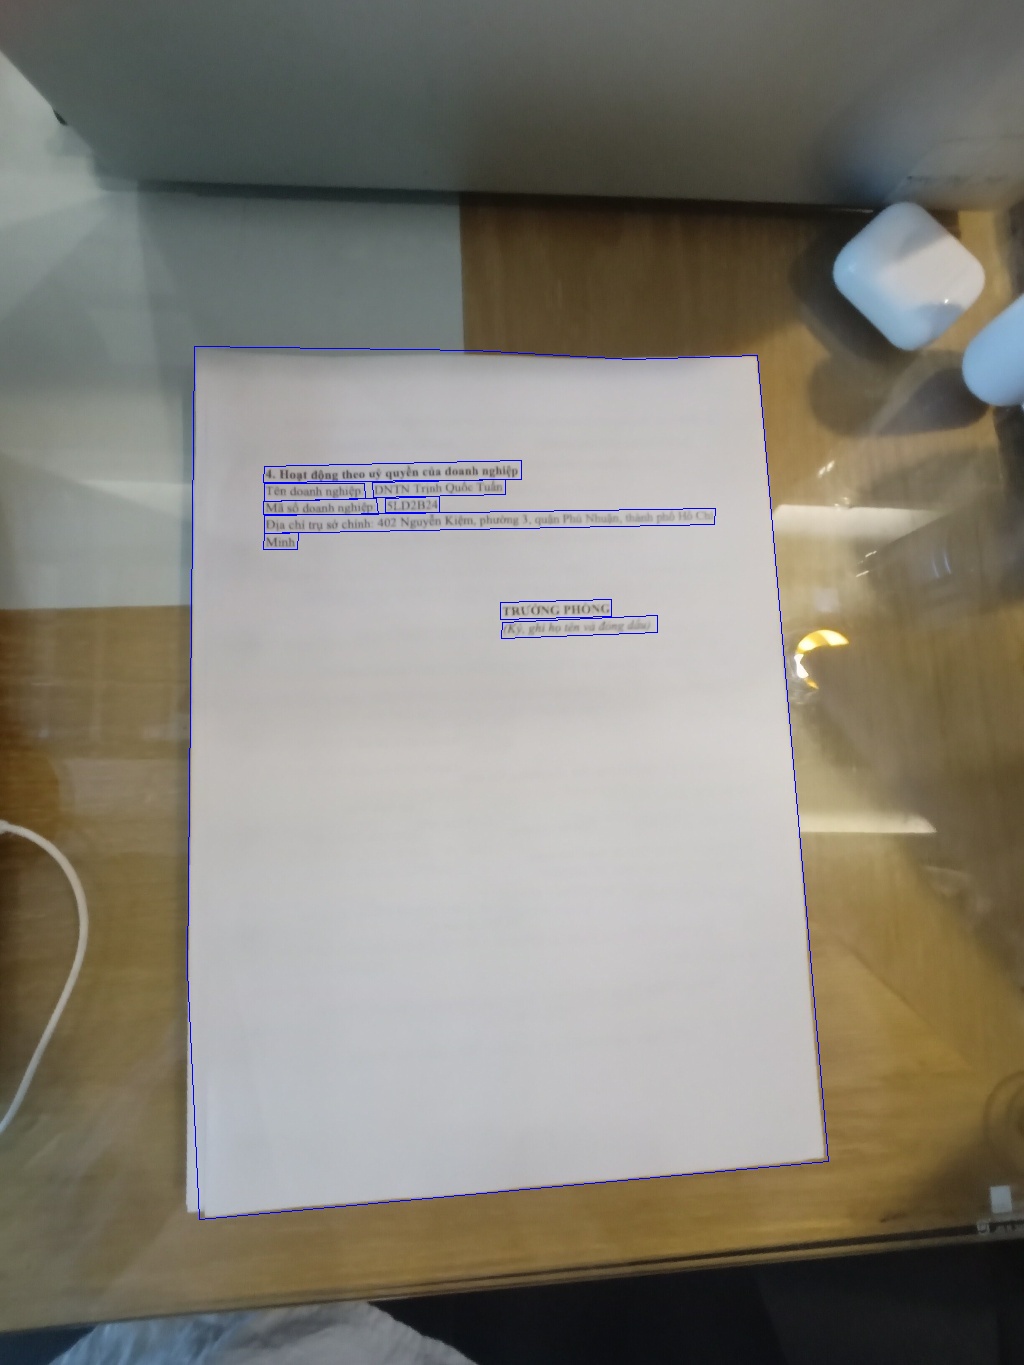 4. Hoạt động theo uỷ quyền của doanh nghiệp
Tên doanh nghiệp: DNTN Trịnh Quốc Tuấn
Mã số doanh nghiệp: 5LD2B24
Địa chỉ trụ sở chính: 402 Nguyễn Kiệm, phường 3, quận Phú Nhuận, thành phố Hồ Chí
Minh
TRƯỞNG PHÒNG
(Ký, ghi họ tên và đóng dấu)